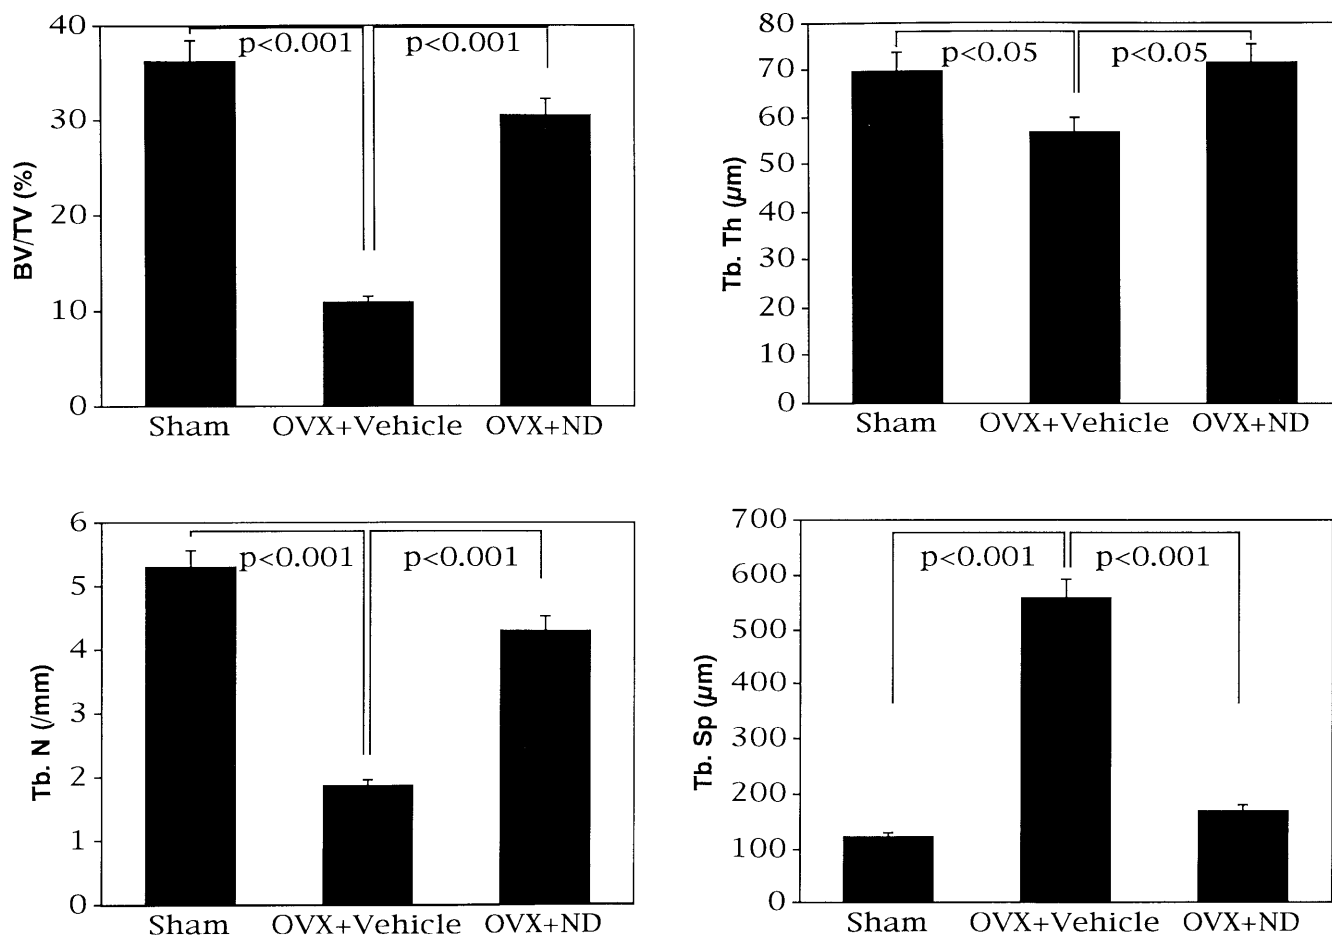 BV/TV (%)
40
30
20
10
0
p<0.001 p<0.001
Sham OVX+Vehicle OVX+ND
Tb. Th (µm)
80
70
60
50
40
30
20
10
0
p<0.05 p<0.05
Sham OVX+Vehicle OVX+ND
Tb. N (/mm)
6
5
4
3
2
1
0
p<0.001 p<0.001
Sham OVX+Vehicle OVX+ND
Tb. Sp (µm)
700
600
500
400
300
200
100
0
p<0.001 p<0.001
Sham OVX+Vehicle OVX+ND